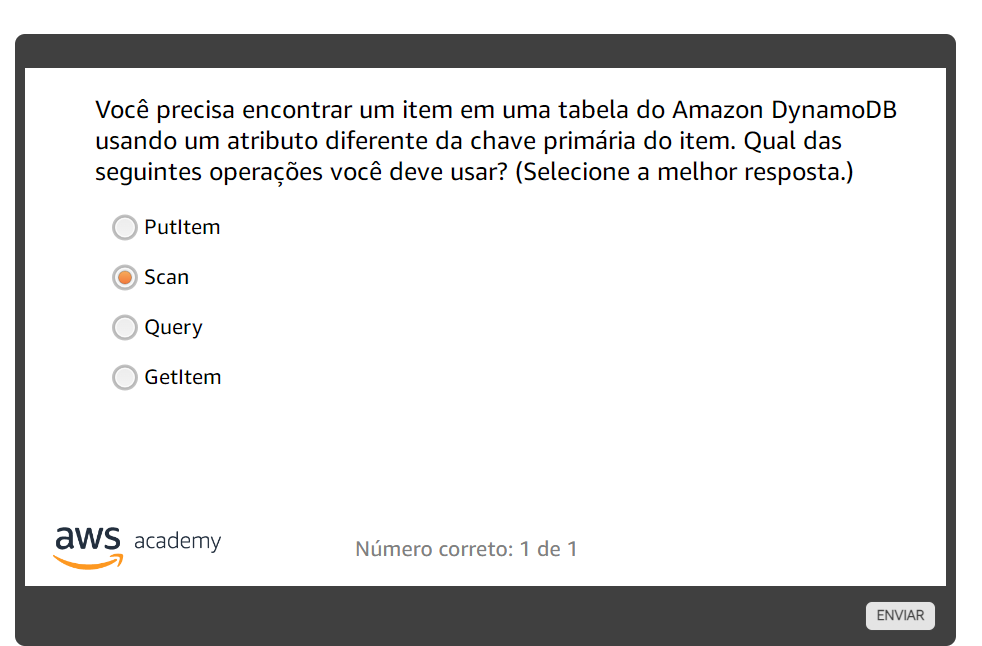 Você precisa encontrar um item em uma tabela do Amazon DynamoDB
usando um atributo diferente da chave primária do item. Qual das
seguintes operações você deve usar? (Selecione a melhor resposta.)
PutItem
Scan
Query
GetItem
aws academy
Número correto: 1 de 1
ENVIAR